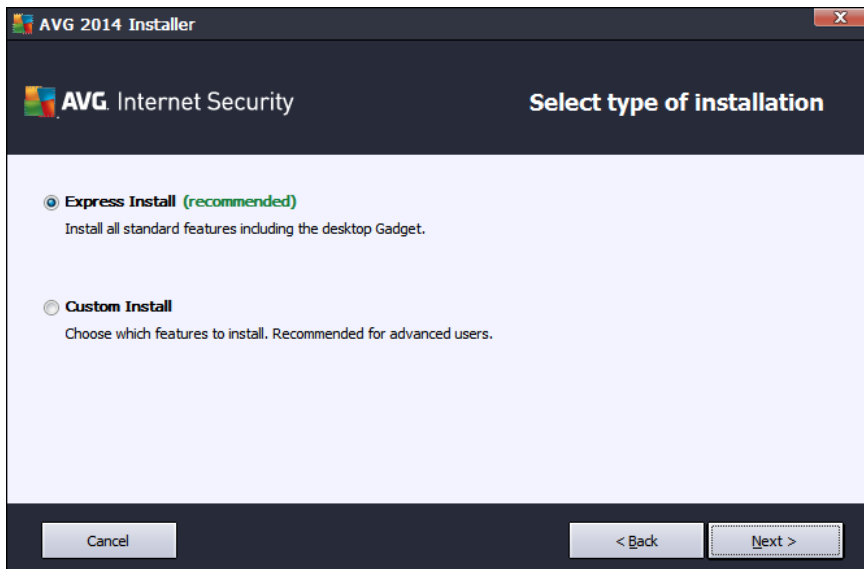 AVG 2014 Installer
AVG. Internet Security
Select type of installation
Express Install (recommended)
Install all standard features including the desktop Gadget.
Custom Install
Choose which features to install. Recommended for advanced users.
Cancel
< Back
Next >